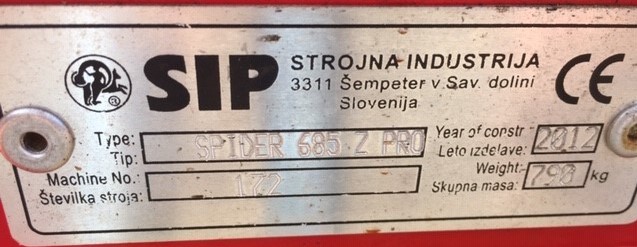 SIP STROJNA INDUSTRIJA
3311 Šempeter v Sav. dolini
Slovenija
CE
Type: SPIDER 685 Z PRO
Tip:
Year of constr.: 2012
Leto izdelave:
Machine No.: 172
Številka stroja:
Weight: 790 kg
Skupna masa: